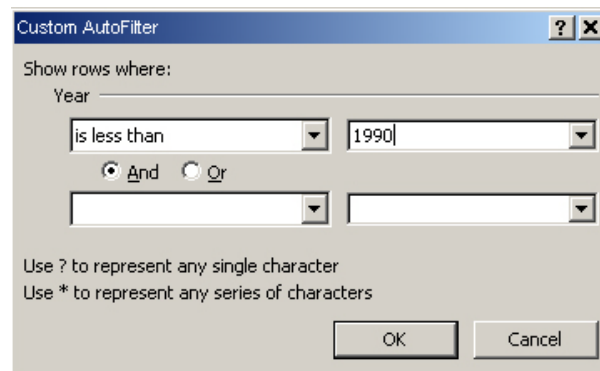 Custom AutoFilter
Show rows where:
Year
is less than 1990
And Or
Use ? to represent any single character
Use * to represent any series of characters
OK Cancel